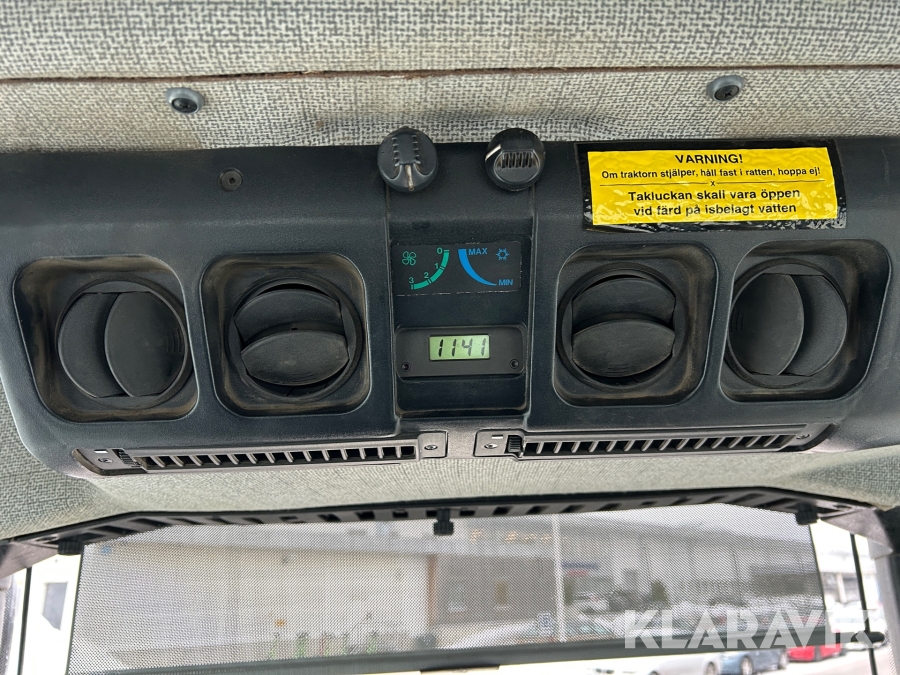 VARNING!
Om traktorn stjälper, håll fast i ratten, hoppa ej!
x
Takluckan skall vara öppen
vid färd på isbelagt vatten
0 MAX
1
2
3 MIN
1141
KLARAVIK